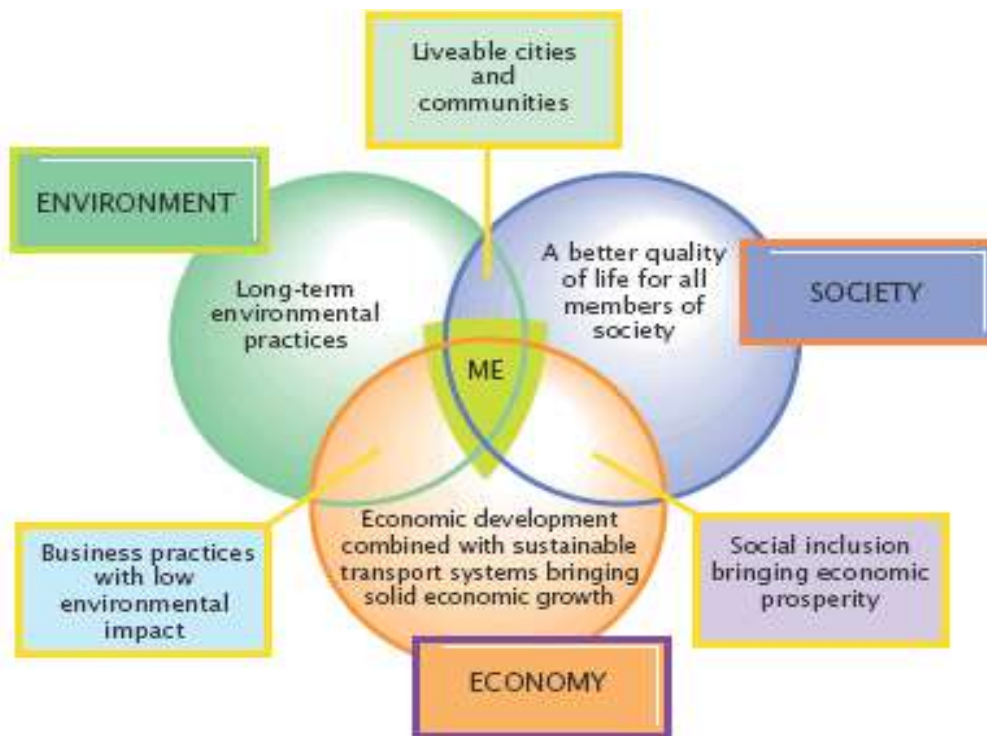 Liveable cities
and
communities
ENVIRONMENT
A better quality
of life for all
members of
society
SOCIETY
Long-term
environmental
practices
ME
Business practices
with low
environmental
impact
Economic development
combined with sustainable
transport systems bringing
solid economic growth
Social inclusion
bringing economic
prosperity
ECONOMY